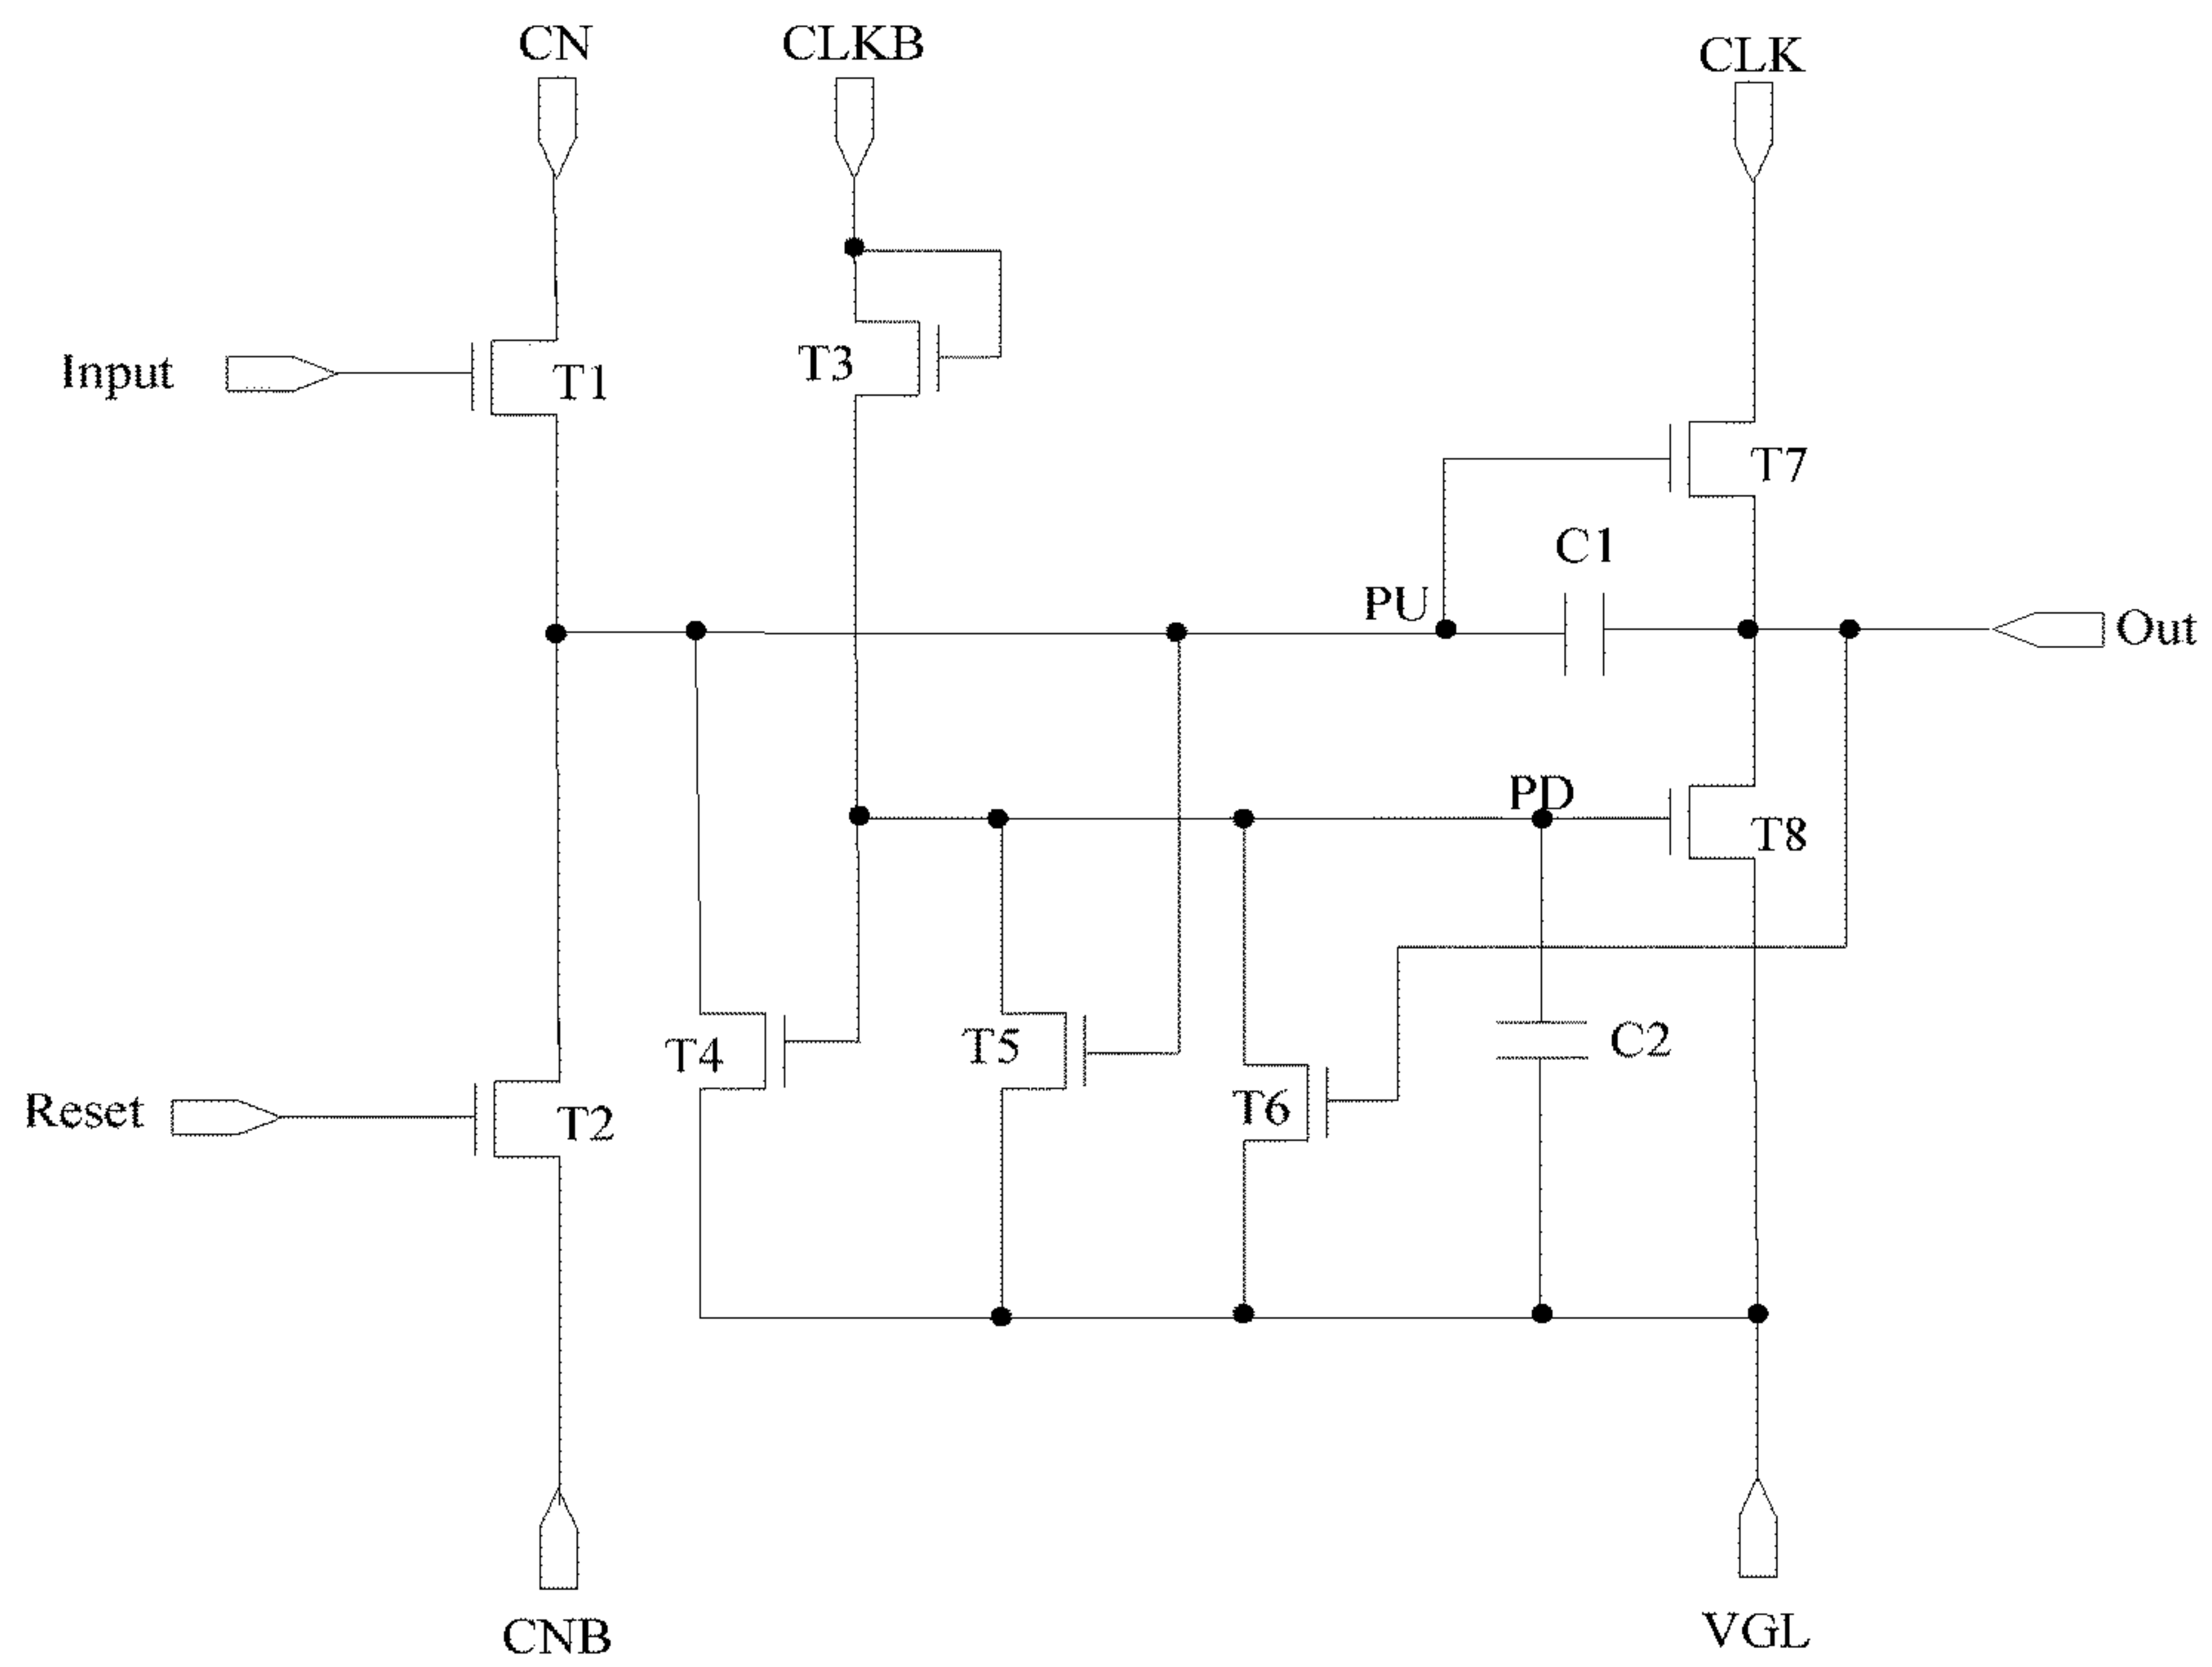 CN
CLKB
CLK
Input
T1
T3
T7
C1
PU
Out
PD
T8
T4
T5
C2
T6
Reset
T2
CNB
VGL